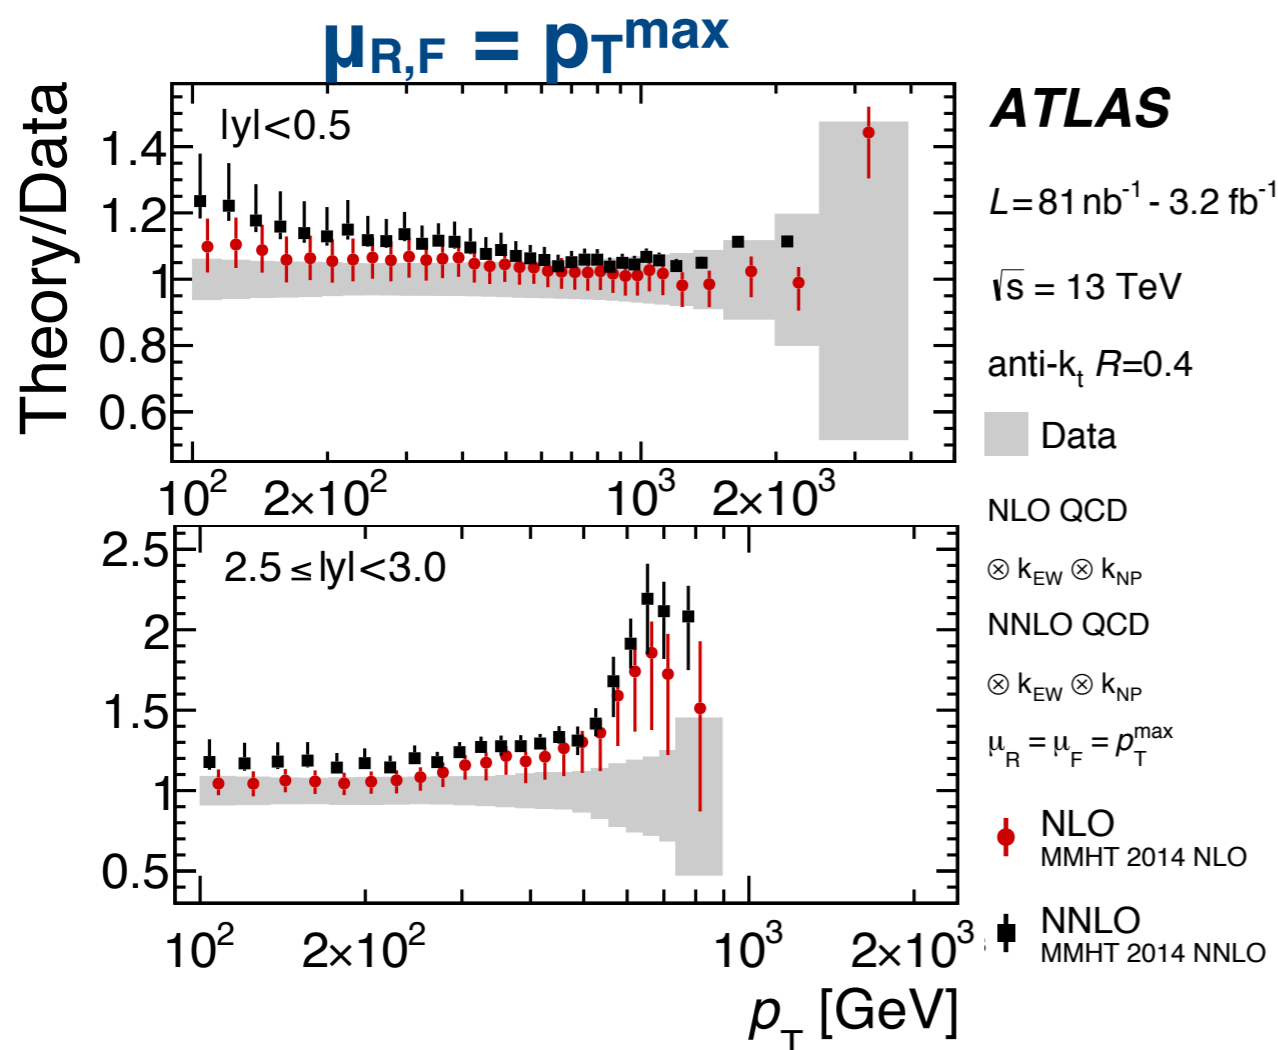 μR,F = pTmax
Theory/Data
|y|<0.5
1.4
1.2
1
0.8
0.6
10² 2×10² 10³ 2×10³
2.5≤|y|<3.0
2.5
2
1.5
1
0.5
10² 2×10² 10³ 2×10³
pT [GeV]
ATLAS
L=81 nb⁻¹ - 3.2 fb⁻¹
√s = 13 TeV
anti-kt R=0.4
Data
NLO QCD
⊗ kEW ⊗ kNP
NNLO QCD
⊗ kEW ⊗ kNP
μR = μF = pTmax
NLO
MMHT 2014 NLO
NNLO
MMHT 2014 NNLO